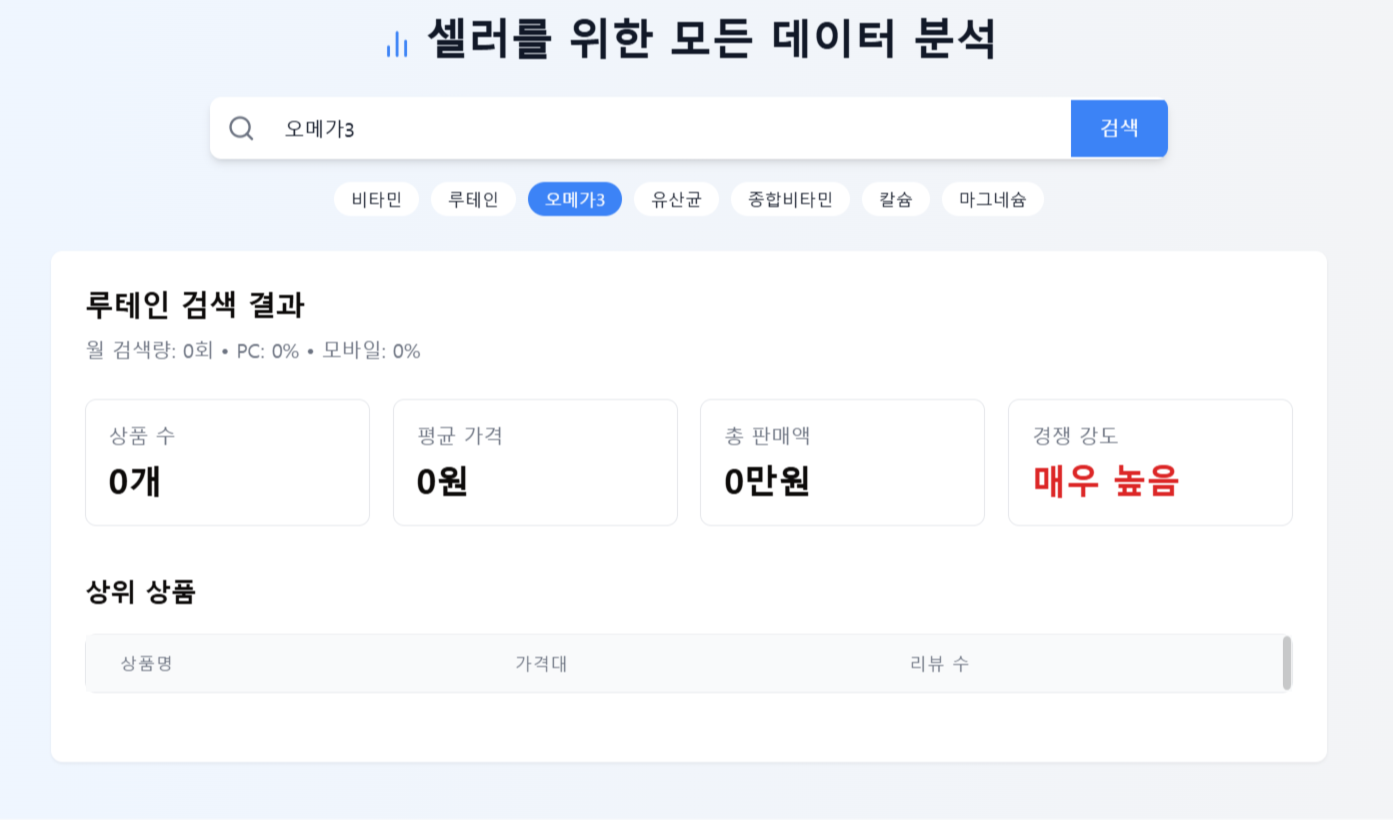 셀러를 위한 모든 데이터 분석
오메가3 검색
비타민 루테인 오메가3 유산균 종합비타민 칼슘 마그네슘
루테인 검색 결과
월 검색량: 0회 • PC: 0% • 모바일: 0%
상품 수 평균 가격 총 판매액 경쟁 강도
0개 0원 0만원 매우 높음
상위 상품
상품명 가격대 리뷰 수